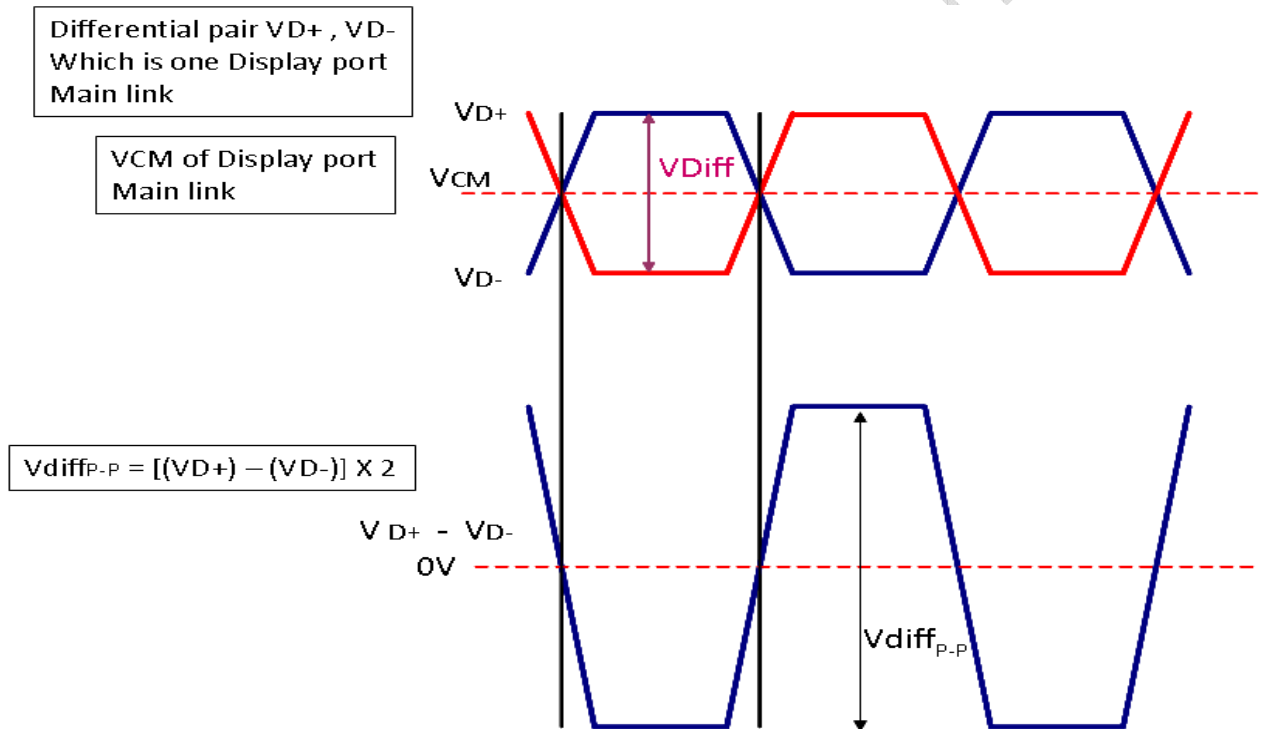 Differential pair VD+ , VD-
Which is one Display port
Main link
VD+
VCM of Display port
Main link
VDiff
VCM
VD-
VdiffP-P = [(VD+) – (VD-)] X 2
V D+ - VD-
0V
VdiffP-P